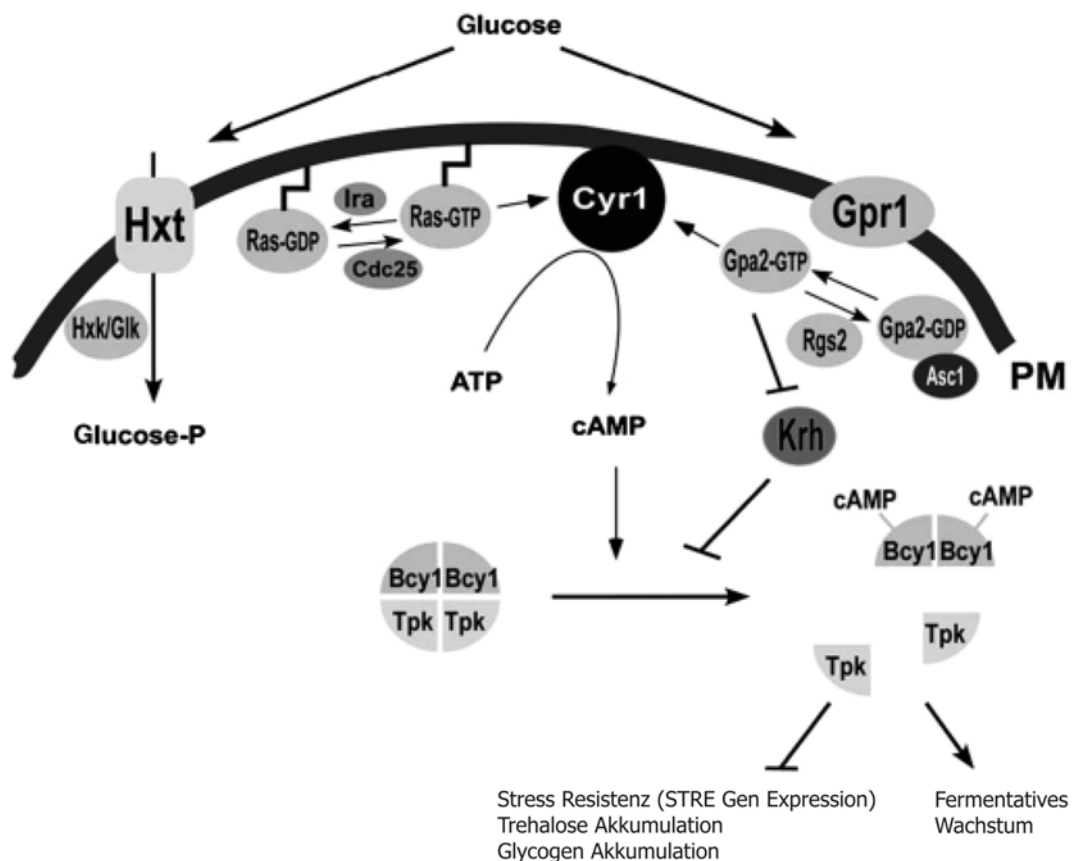 Glucose
Hxt
Ras-GDP
Ira
Ras-GTP
Cdc25
Cyr1
Gpr1
Gpa2-GTP
Gpa2-GDP
Rgs2
Asc1
PM
Hxk/Glk
Glucose-P
ATP
cAMP
Krh
cAMP
cAMP
Bcy1
Bcy1
Bcy1
Bcy1
Tpk
Tpk
Tpk
Tpk
Stress Resistenz (STRE Gen Expression)
Trehalose Akkumulation
Glycogen Akkumulation
Fermentatives
Wachstum